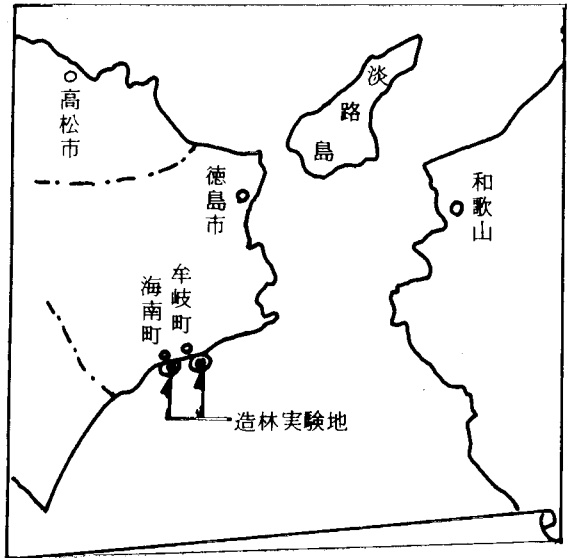 高松市
淡路島
徳島市
和歌山
牟岐町
海南町
造林実験地